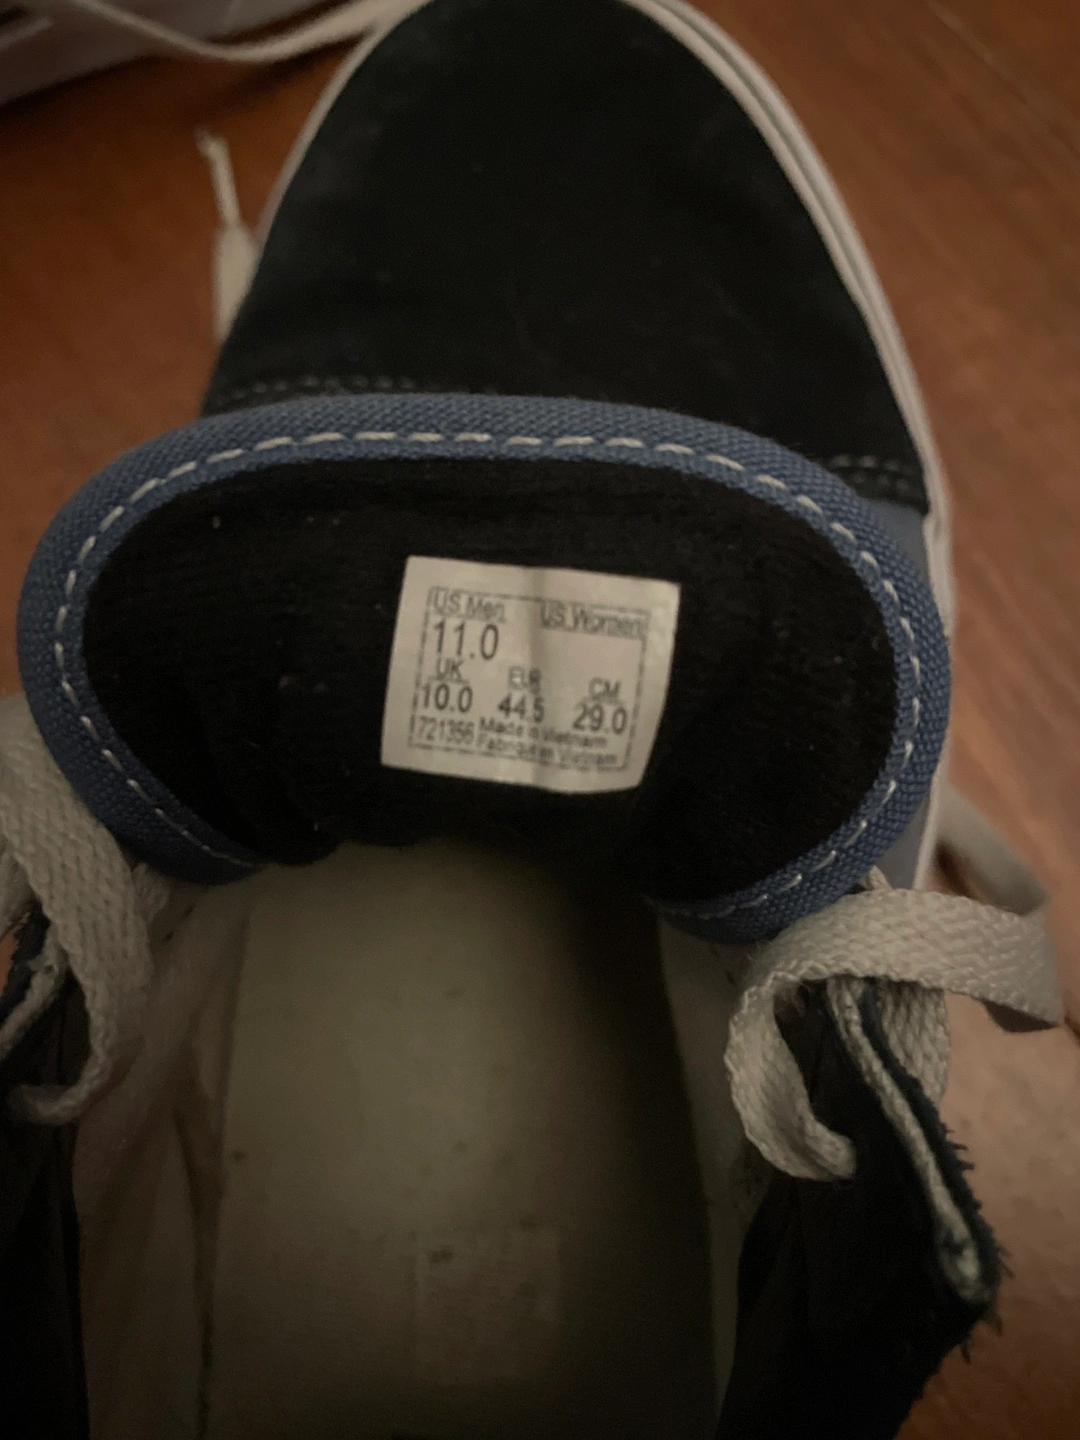 US Men US Women
11.0
UK EUR CM
10.0 44.5 29.0
721356 Made in Vietnam
Fabriqué en Vietnam